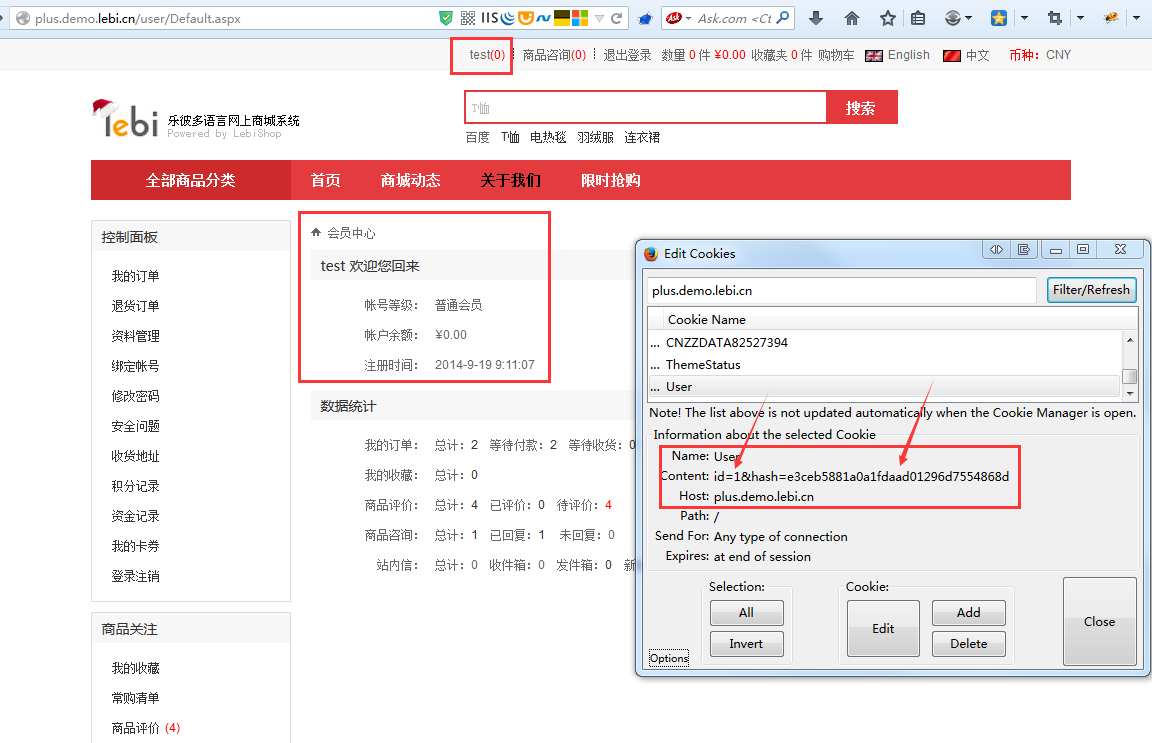 plus.demo.lebi.cn/user/Default.aspx
IIS
Ask
Ask.com <Ct
test(0)
商品咨询(0)
退出登录
数量 0 件 ¥0.00 收藏夹 0 件 购物车
English
中文
币种: CNY
lebi
乐彼多语言网上商城系统
Powered by LebiShop
T恤
搜索
百度 T恤 电热毯 羽绒服 连衣裙
全部商品分类
首页
商城动态
关于我们
限时抢购
控制面板
我的订单
退货订单
资料管理
绑定帐号
修改密码
安全问题
收货地址
积分记录
资金记录
我的卡券
登录注销
商品关注
我的收藏
常购清单
商品评价 (4)
会员中心
test 欢迎您回来
帐号等级: 普通会员
帐户余额: ¥0.00
注册时间: 2014-9-19 9:11:07
数据统计
我的订单: 总计: 2 等待付款: 2 等待收货: 0
我的收藏: 总计: 0
商品评价: 总计: 4 已评价: 0 待评价: 4
商品咨询: 总计: 1 已回复: 1 未回复: 0
站内信: 总计: 0 收件箱: 0 发件箱: 0 新
Edit Cookies
plus.demo.lebi.cn
Filter/Refresh
Cookie Name
... CNZZDATA82527394
... ThemeStatus
... User
Note! The list above is not updated automatically when the Cookie Manager is open.
Information about the selected Cookie
Name: User
Content: id=1&hash=e3ceb5881a0a1fdaad01296d7554868d
Host: plus.demo.lebi.cn
Path: /
Send For: Any type of connection
Expires: at end of session
Selection:
Cookie:
All
Invert
Edit
Add
Delete
Close
Options